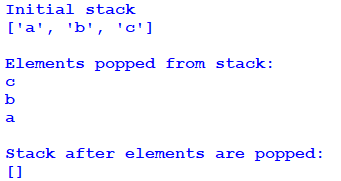 Initial stack
['a', 'b', 'c']
Elements popped from stack:
c
b
a
Stack after elements are popped:
[]